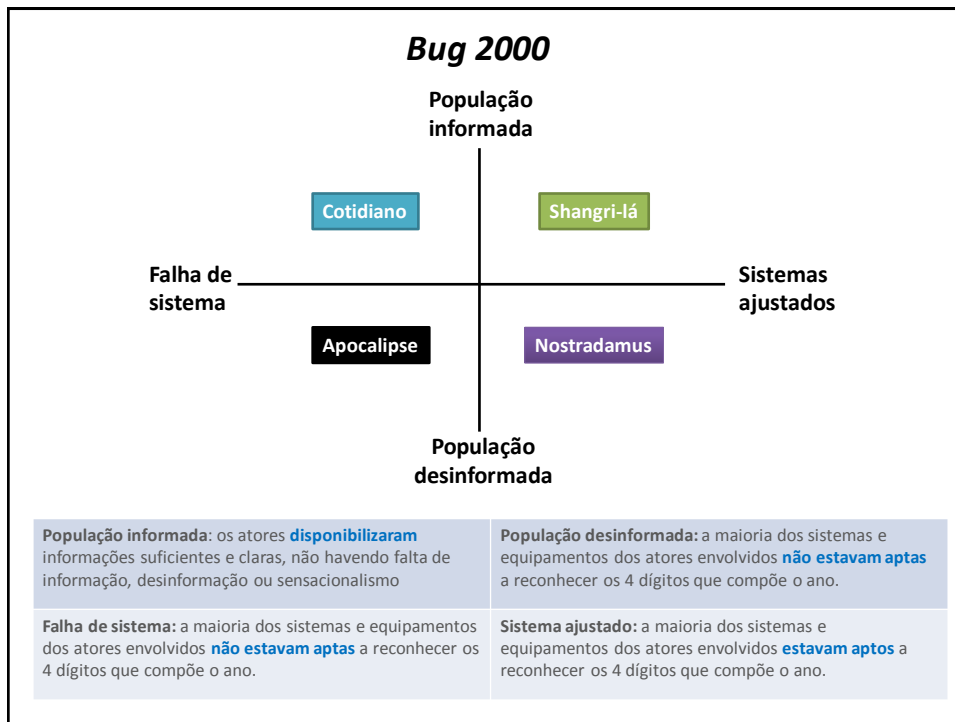 Bug 2000
População
informada
Cotidiano
Shangri-lá
Falha de
sistema
Sistemas
ajustados
Apocalipse
Nostradamus
População
desinformada
População informada: os atores disponibilizaram
informações suficientes e claras, não havendo falta de
informação, desinformação ou sensacionalismo
População desinformada: a maioria dos sistemas e
equipamentos dos atores envolvidos não estavam aptas
a reconhecer os 4 dígitos que compõe o ano.
Falha de sistema: a maioria dos sistemas e equipamentos
dos atores envolvidos não estavam aptas a reconhecer os
4 dígitos que compõe o ano.
Sistema ajustado: a maioria dos sistemas e
equipamentos dos atores envolvidos estavam aptos a
reconhecer os 4 dígitos que compõe o ano.